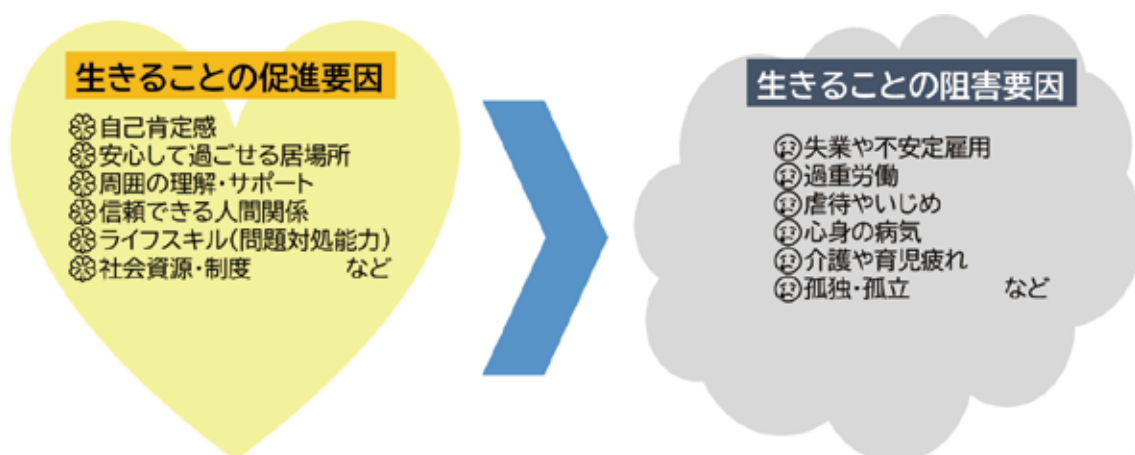 生きることの促進要因
自己肯定感
安心して過ごせる居場所
周囲の理解・サポート
信頼できる人間関係
ライフスキル(問題対処能力)
社会資源・制度 など
生きることの阻害要因
失業や不安定雇用
過重労働
虐待やいじめ
心身の病気
介護や育児疲れ
孤独・孤立 など